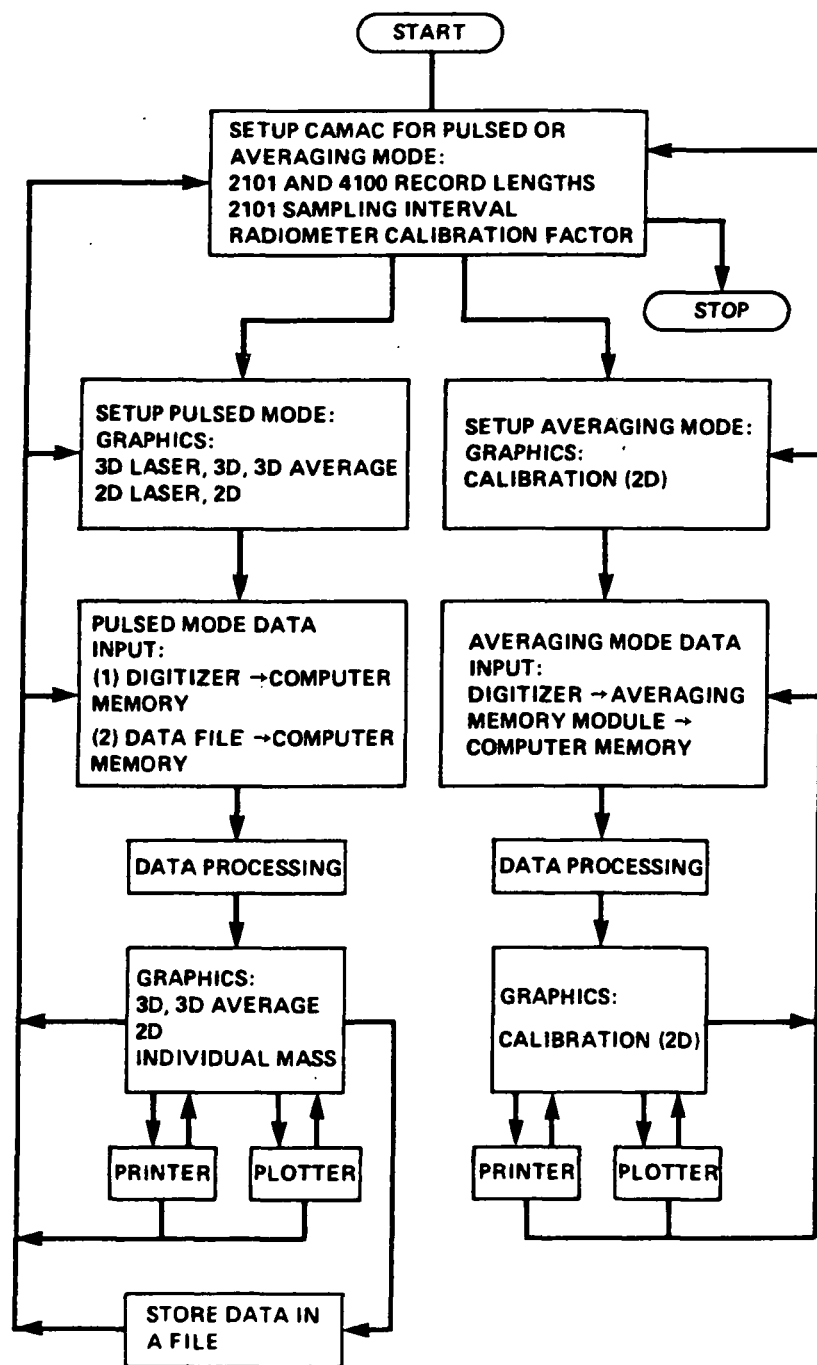 START
SETUP CAMAC FOR PULSED OR
AVERAGING MODE:
2101 AND 4100 RECORD LENGTHS
2101 SAMPLING INTERVAL
RADIOMETER CALIBRATION FACTOR
STOP
SETUP PULSED MODE:
GRAPHICS:
3D LASER, 3D, 3D AVERAGE
2D LASER, 2D
SETUP AVERAGING MODE:
GRAPHICS:
CALIBRATION (2D)
PULSED MODE DATA
INPUT:
(1) DIGITIZER →COMPUTER
MEMORY
(2) DATA FILE →COMPUTER
MEMORY
AVERAGING MODE DATA
INPUT:
DIGITIZER →AVERAGING
MEMORY MODULE →
COMPUTER MEMORY
DATA PROCESSING
DATA PROCESSING
GRAPHICS:
3D, 3D AVERAGE
2D
INDIVIDUAL MASS
GRAPHICS:
CALIBRATION (2D)
PRINTER
PLOTTER
PRINTER
PLOTTER
STORE DATA IN
A FILE